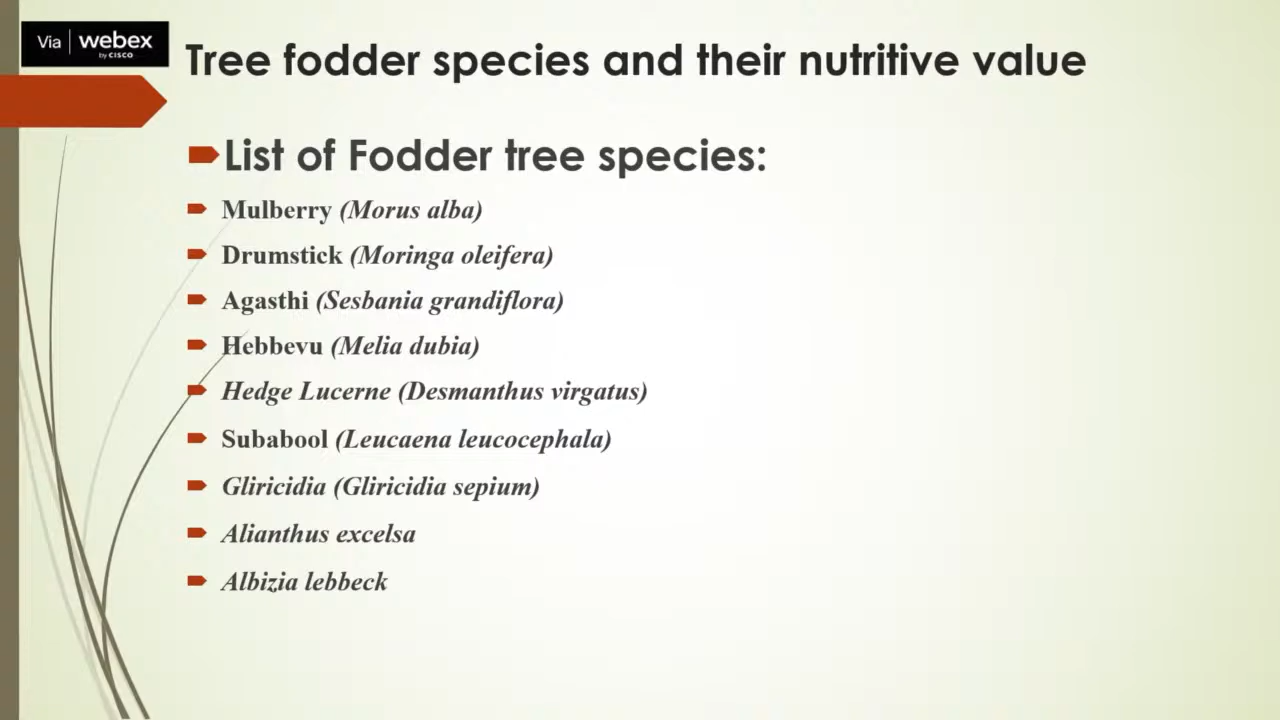 Via | webex
by CISCO
Tree fodder species and their nutritive value
List of Fodder tree species:
Mulberry (Morus alba)
Drumstick (Moringa oleifera)
Agasthi (Sesbania grandiflora)
Hebbevu (Melia dubia)
Hedge Lucerne (Desmanthus virgatus)
Subabool (Leucaena leucocephala)
Gliricidia (Gliricidia sepium)
Alianthus excelsa
Albizia lebbeck